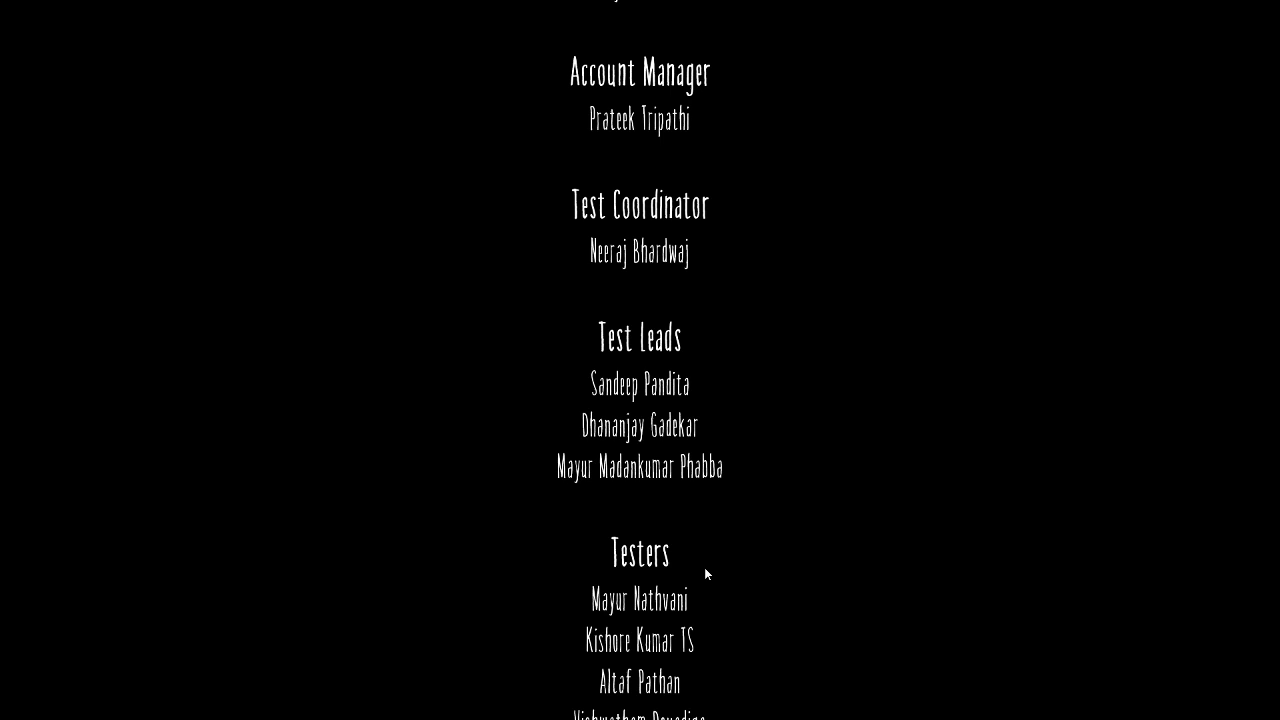 Account Manager
Prateek Tripathi
Test Coordinator
Neeraj Bhardwaj
Test Leads
Sandeep Pandita
Dhananjay Gadekar
Mayur Madankumar Phabba
Testers
Mayur Nathvani
Kishore Kumar TS
Altaf Pathan